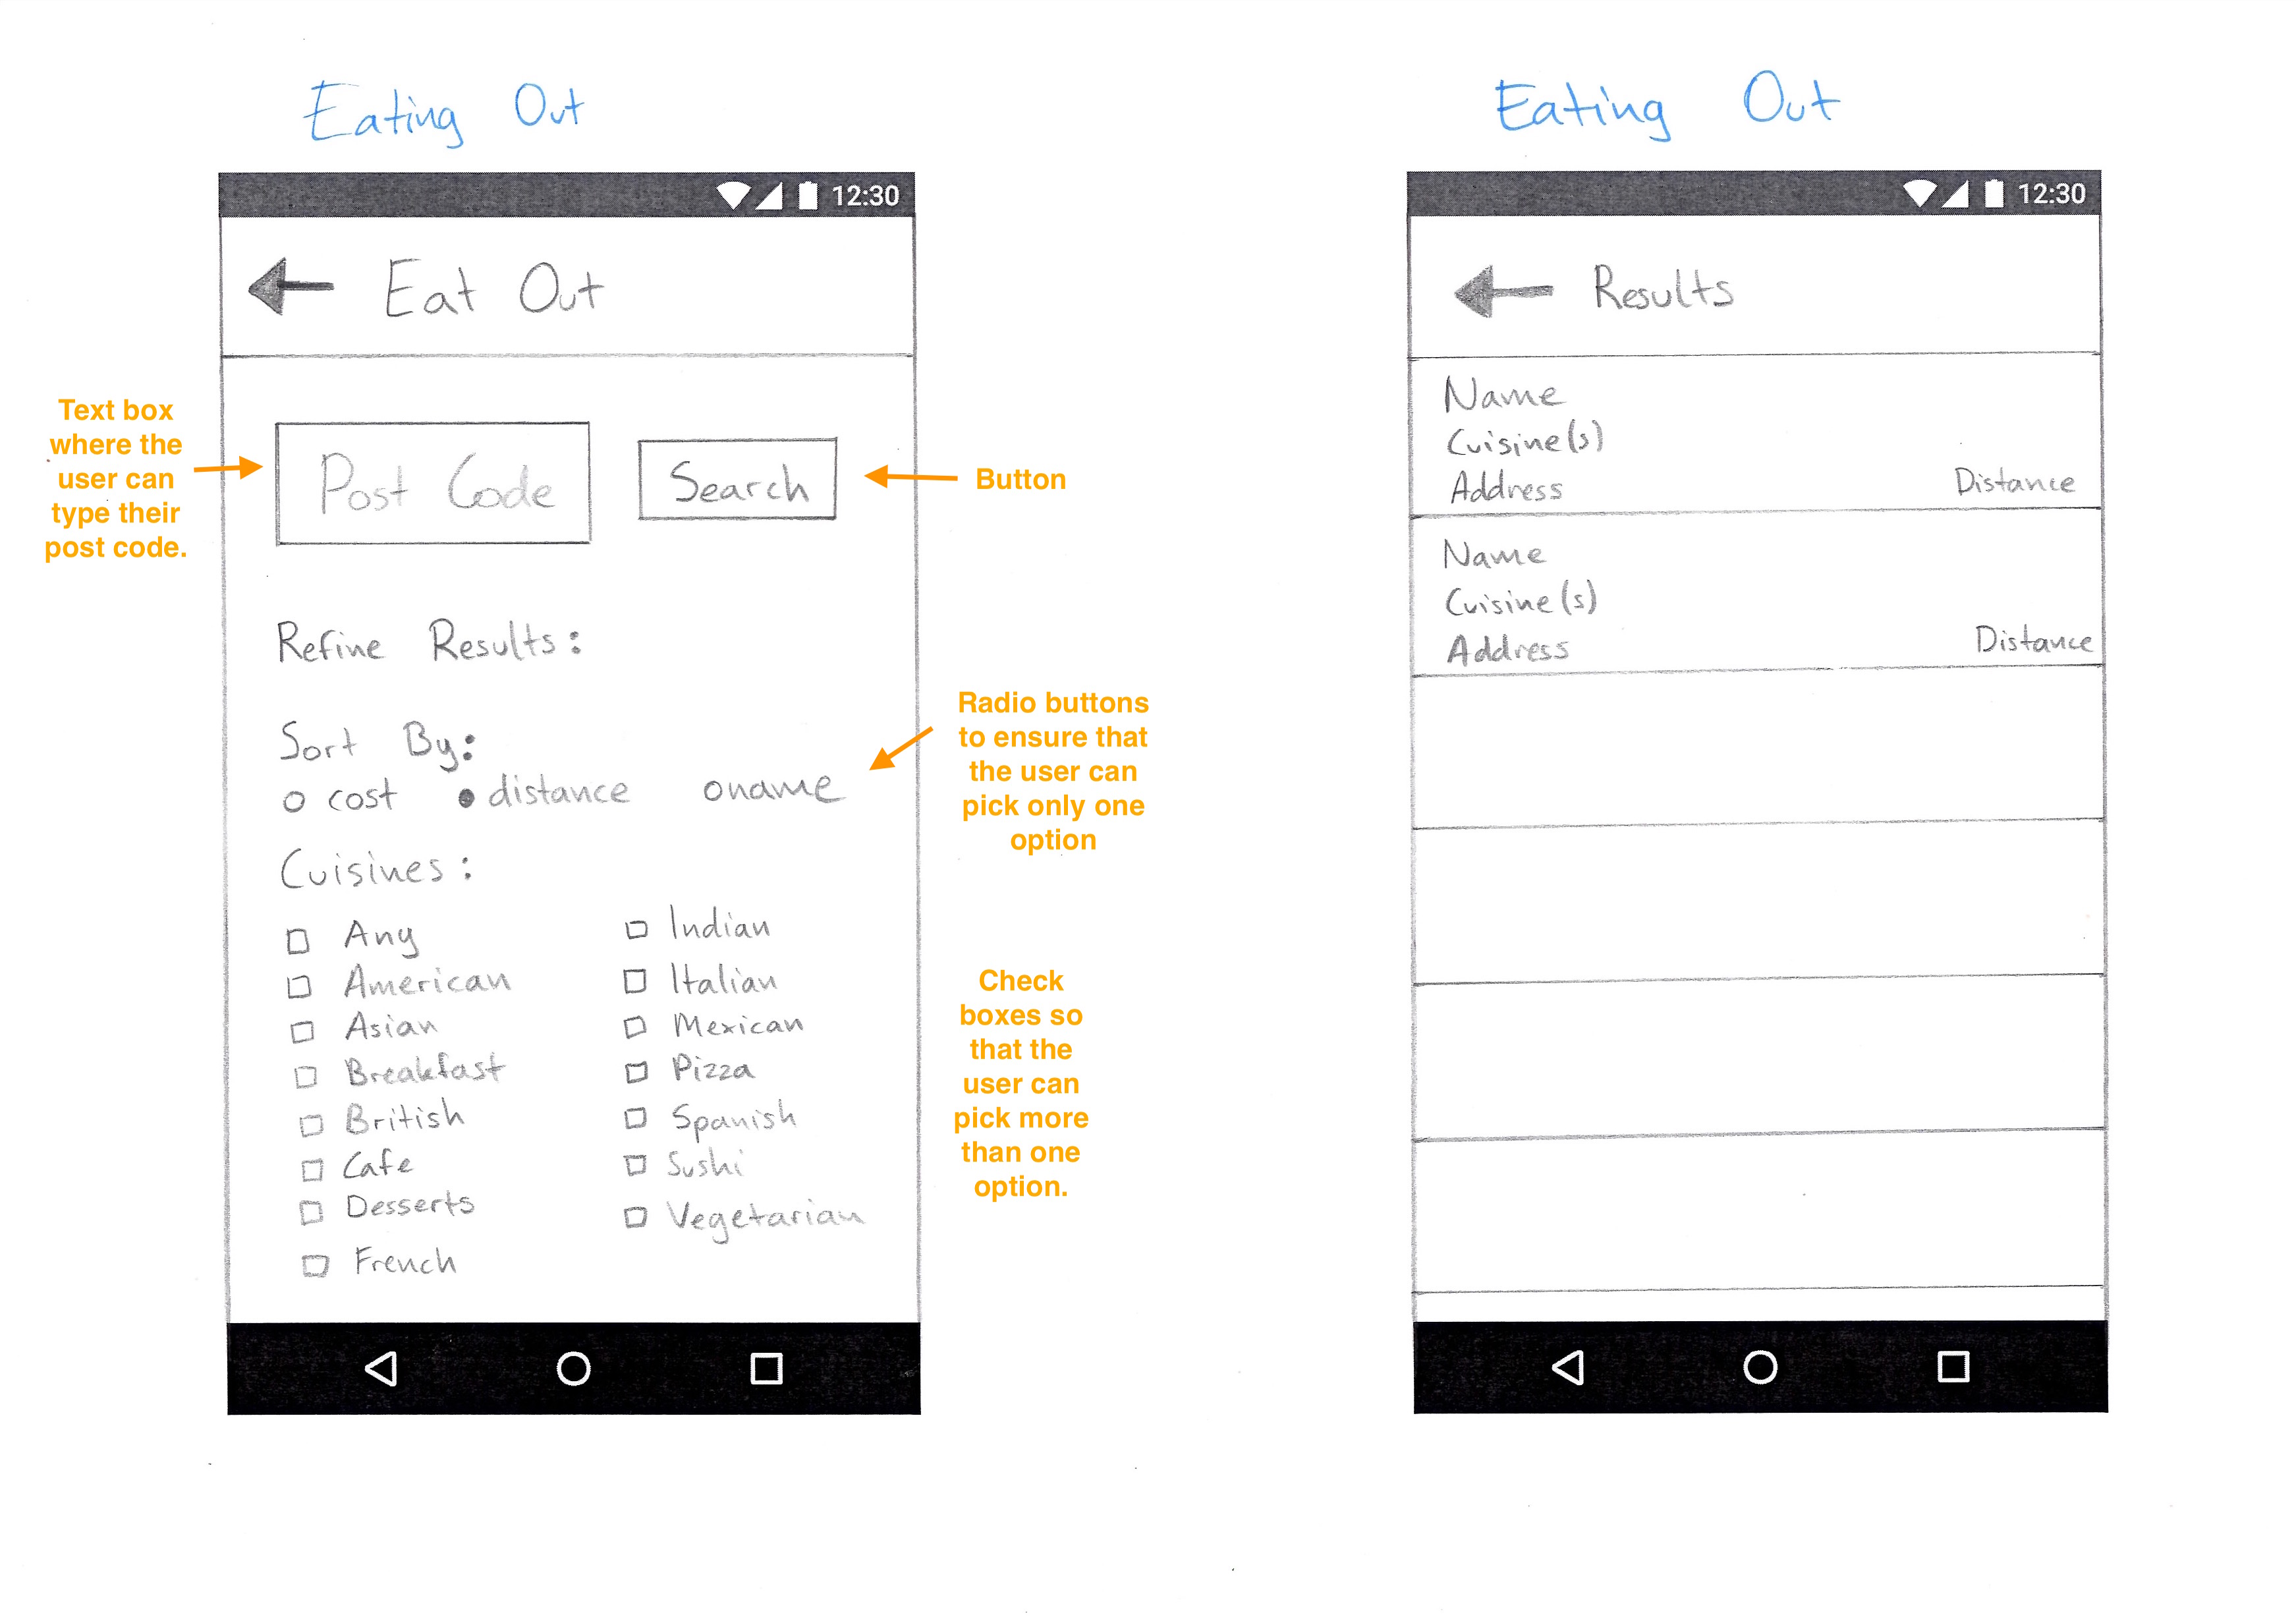 Eating Out
12:30
Eat Out
Text box
where the
user can
type their
post code.
Post Code
Search
Button
Refine Results:
Sort By:
cost distance name
Radio buttons
to ensure that
the user can
pick only one
option
Cuisines:
Any
American
Asian
Breakfast
British
Cafe
Desserts
French
Indian
Italian
Mexican
Pizza
Spanish
Sushi
Vegetarian
Check
boxes so
that the
user can
pick more
than one
option.
Eating Out
12:30
Results
Name
Cuisine(s)
Address Distance
Name
Cuisine(s)
Address Distance